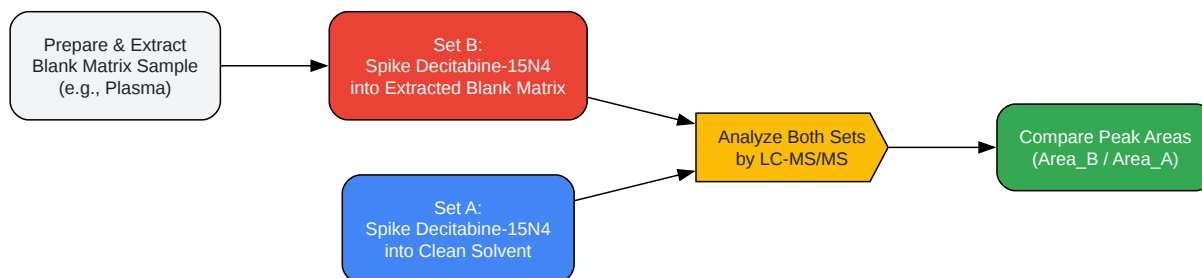 Prepare & Extract
Blank Matrix Sample
(e.g., Plasma)
Set B:
Spike Decitabine-15N4
into Extracted Blank Matrix
Set A:
Spike Decitabine-15N4
into Clean Solvent
Analyze Both Sets
by LC-MS/MS
Compare Peak Areas
(Area_B / Area_A)